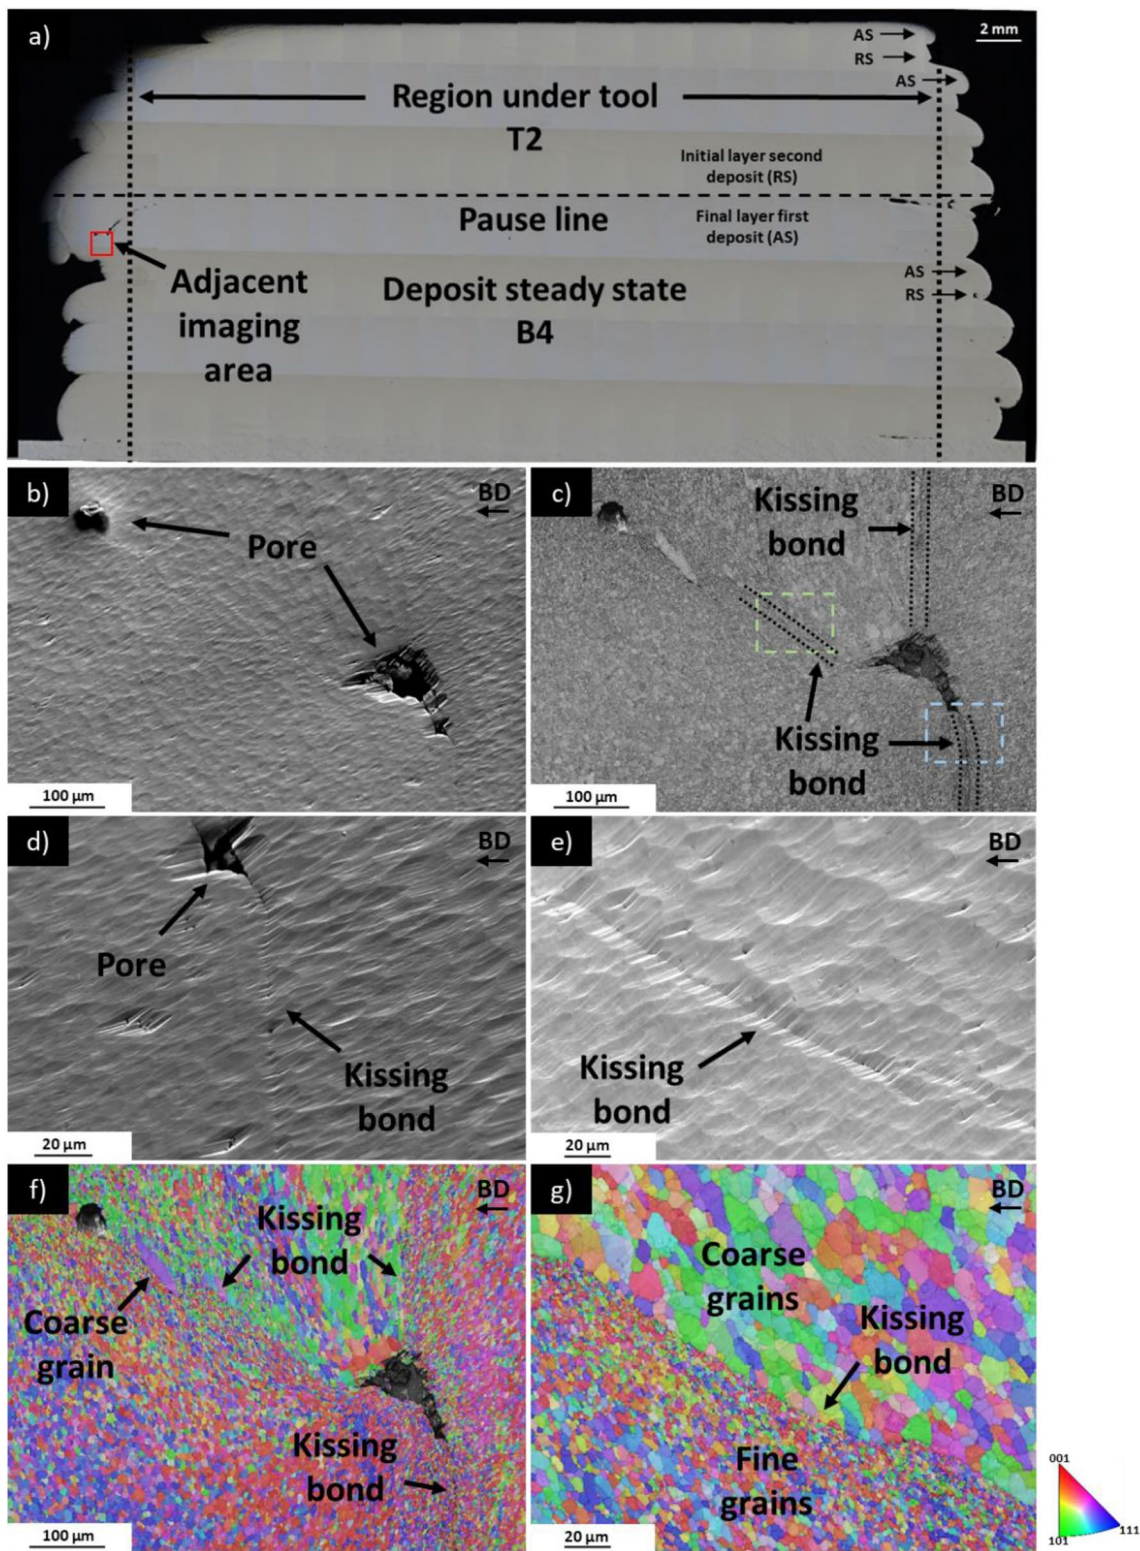 a)
2 mm
AS
RS
AS
Region under tool
T2
Initial layer second
deposit (RS)
Pause line
Final layer first
deposit (AS)
Adjacent
imaging
area
Deposit steady state
B4
AS
RS
b)
BD
Pore
100 µm
c)
BD
Kissing
bond
Kissing
bond
100 µm
d)
BD
Pore
Kissing
bond
20 µm
e)
BD
Kissing
bond
20 µm
f)
BD
Kissing
bond
Coarse
grain
Kissing
bond
100 µm
g)
BD
Coarse
grains
Kissing
bond
Fine
grains
20 µm
001
111
101